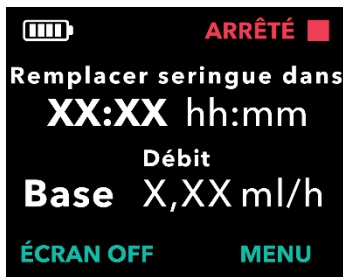 ARRÊTÉ
Remplacer seringue dans
XX:XX hh:mm
Débit
Base X,XX ml/h
ÉCRAN OFF MENU